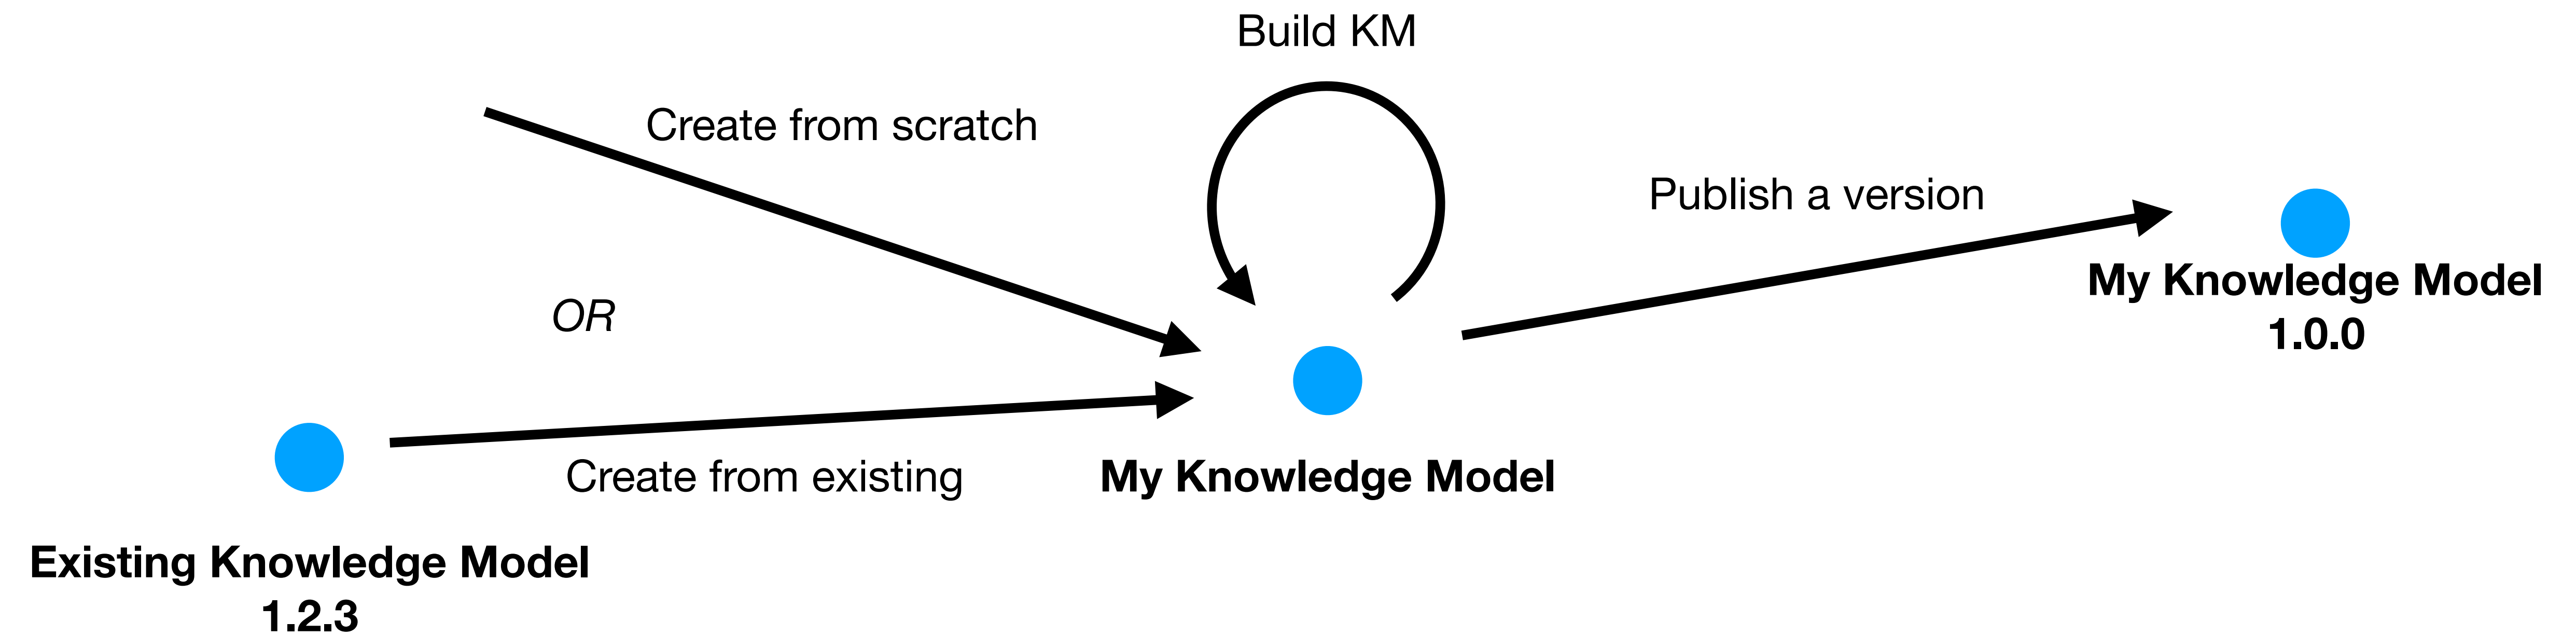 Build KM
Create from scratch
Publish a version
My Knowledge Model
1.0.0
OR
Create from existing
My Knowledge Model
Existing Knowledge Model
1.2.3